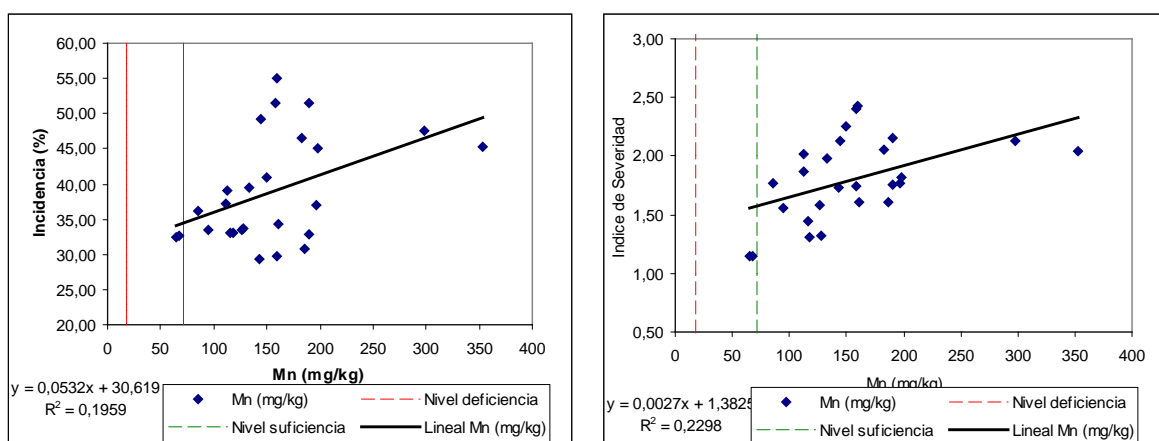 60,00
55,00
50,00
45,00
40,00
35,00
30,00
25,00
20,00
Incidencia (%)
0 50 100 150 200 250 300 350 400
Mn (mg/kg)
y = 0,0532x + 30,619
R² = 0,1959
Mn (mg/kg) Nivel deficiencia
Nivel suficiencia Lineal Mn (mg/kg)
3,00
2,50
2,00
1,50
1,00
0,50
Indice de Severidad
0 50 100 150 200 250 300 350 400
Mn (mg/kg)
y = 0,0027x + 1,3825
R² = 0,2298
Mn (mg/kg) Nivel deficiencia
Nivel suficiencia Lineal Mn (mg/kg)